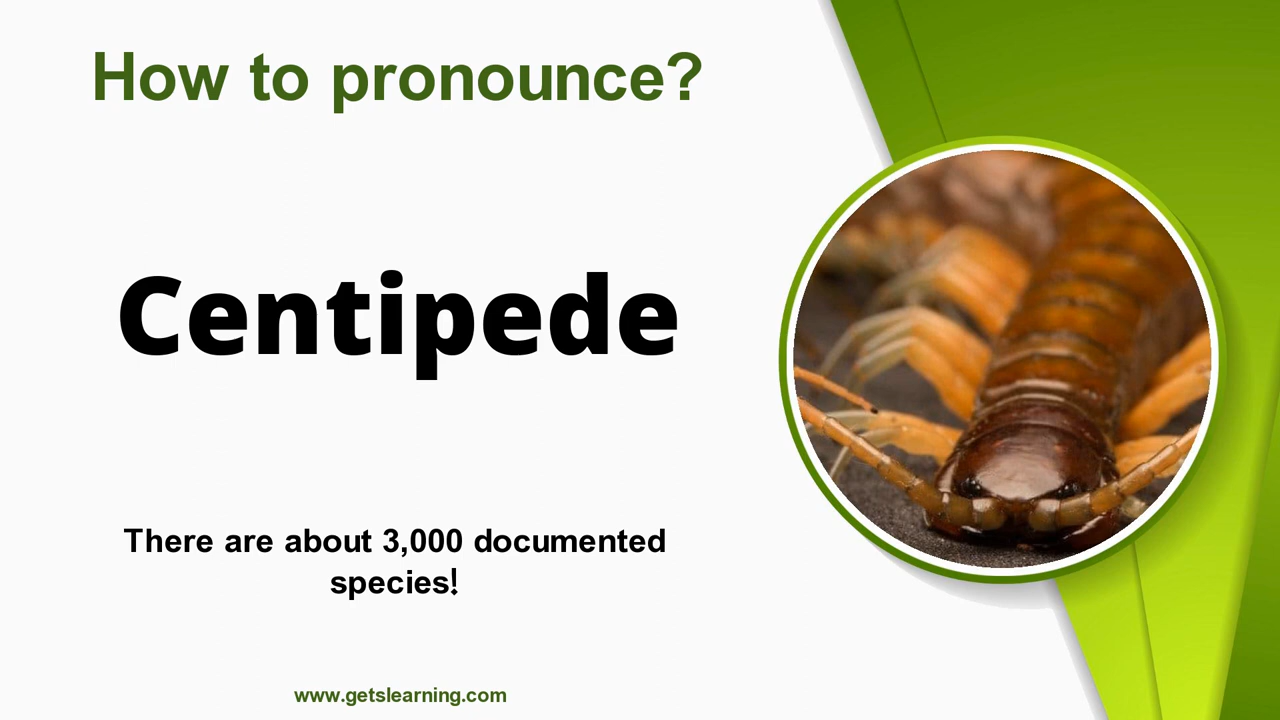 How to pronounce?
Centipede
There are about 3,000 documented
species!
www.getslearning.com